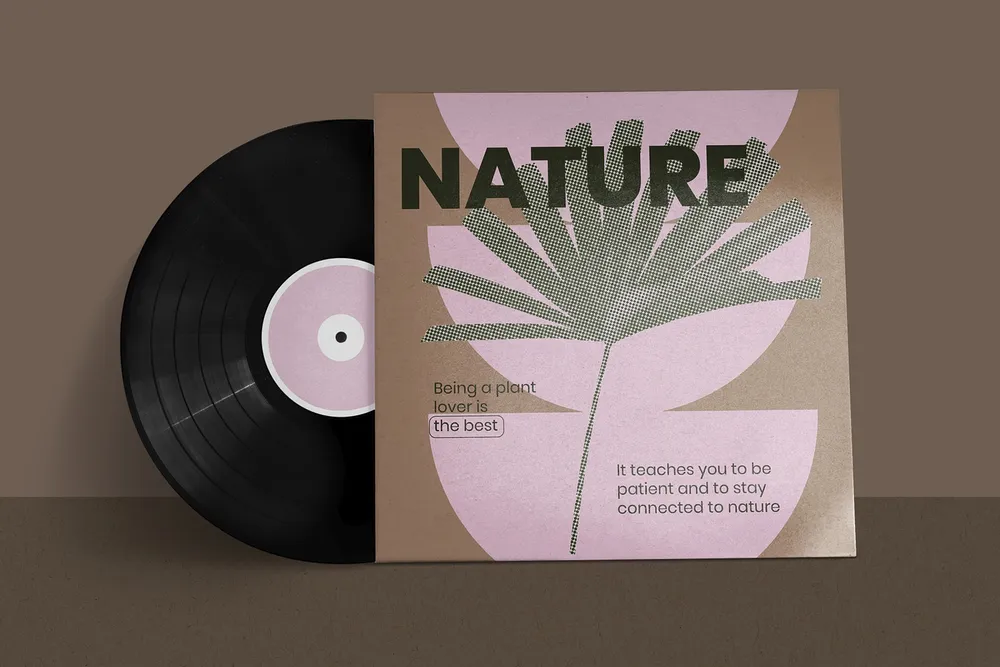 NATURE
Being a plant
lover is
the best
It teaches you to be
patient and to stay
connected to nature